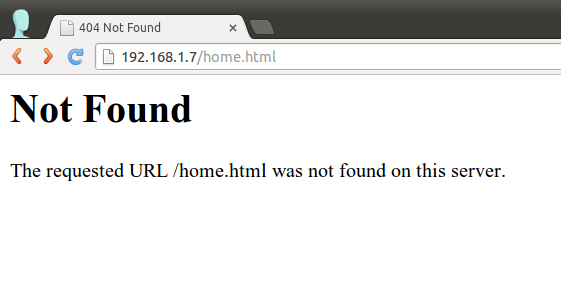 404 Not Found
192.168.1.7/home.html
Not Found
The requested URL /home.html was not found on this server.